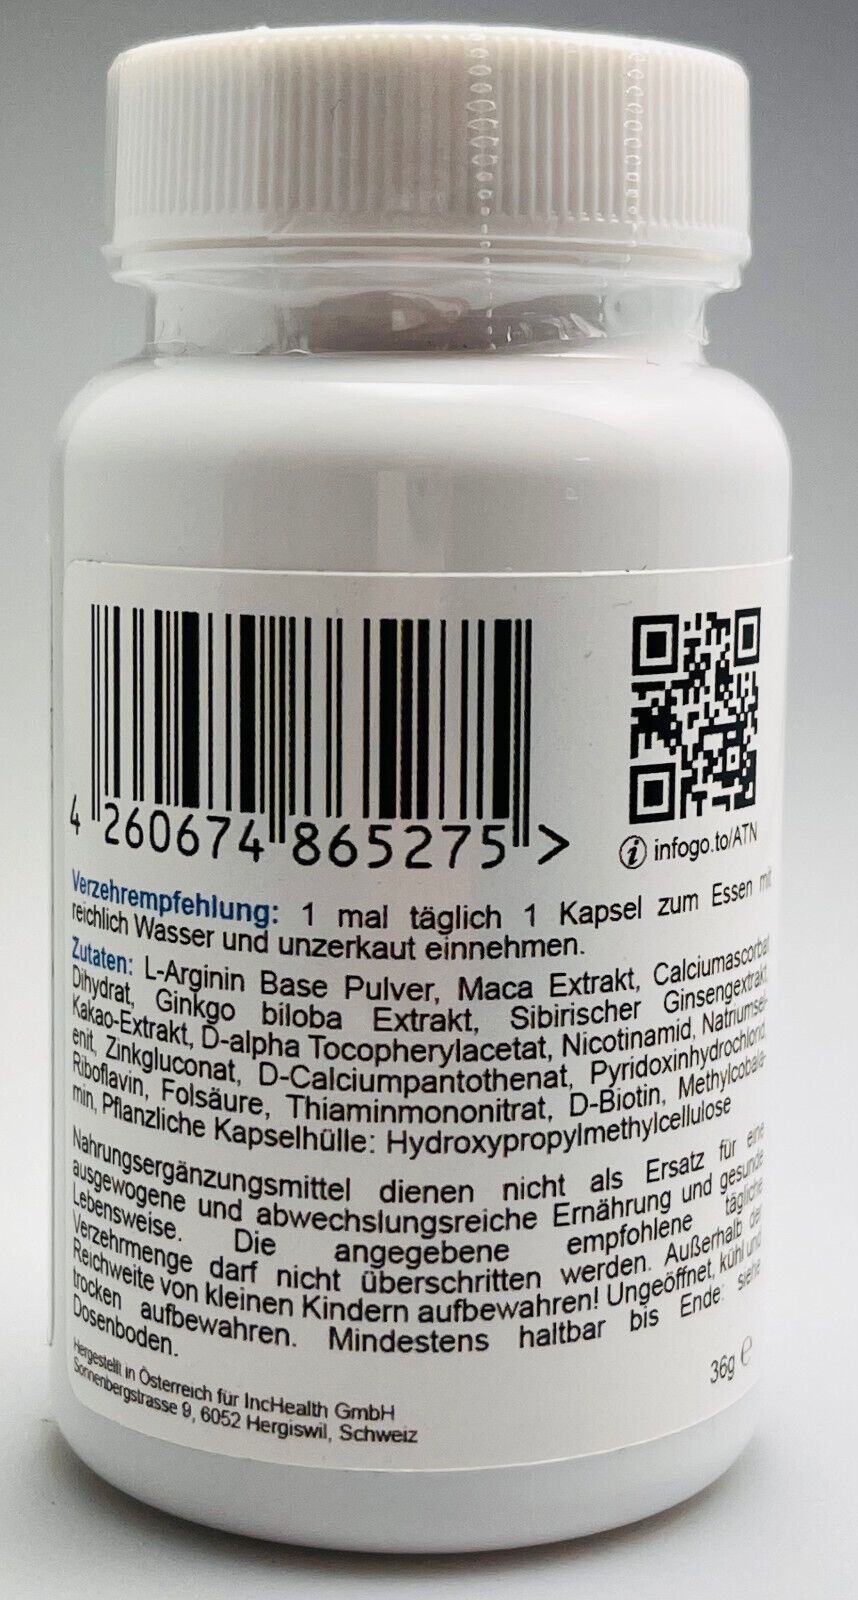 4 260674 865275 >
infogo.to/ATN
Verzehrempfehlung: 1 mal täglich 1 Kapsel zum Essen mit
reichlich Wasser und unzerkaut einnehmen.
Zutaten: L-Arginin Base Pulver, Maca Extrakt, Calciumascorbat
Dihydrat, Ginkgo biloba Extrakt, Sibirischer Ginsengextrakt,
Kakao-Extrakt, D-alpha Tocopherylacetat, Nicotinamid, Natriumsel-
enit, Zinkgluconat, D-Calciumpantothenat, Pyridoxinhydrochlorid,
Riboflavin, Folsäure, Thiaminmononitrat, D-Biotin, Methylcobala-
min, Pflanzliche Kapselhülle: Hydroxypropylmethylcellulose
Nahrungsergänzungsmittel dienen nicht als Ersatz für eine
ausgewogene und abwechslungsreiche Ernährung und gesunde
Lebensweise. Die angegebene empfohlene tägliche
Verzehrmenge darf nicht überschritten werden. Außerhalb der
Reichweite von kleinen Kindern aufbewahren! Ungeöffnet, kühl und
trocken aufbewahren. Mindestens haltbar bis Ende: siehe
Dosenboden.
36g e
Hergestellt in Österreich für IncHealth GmbH
Sonnenbergstrasse 9, 6052 Hergiswil, Schweiz